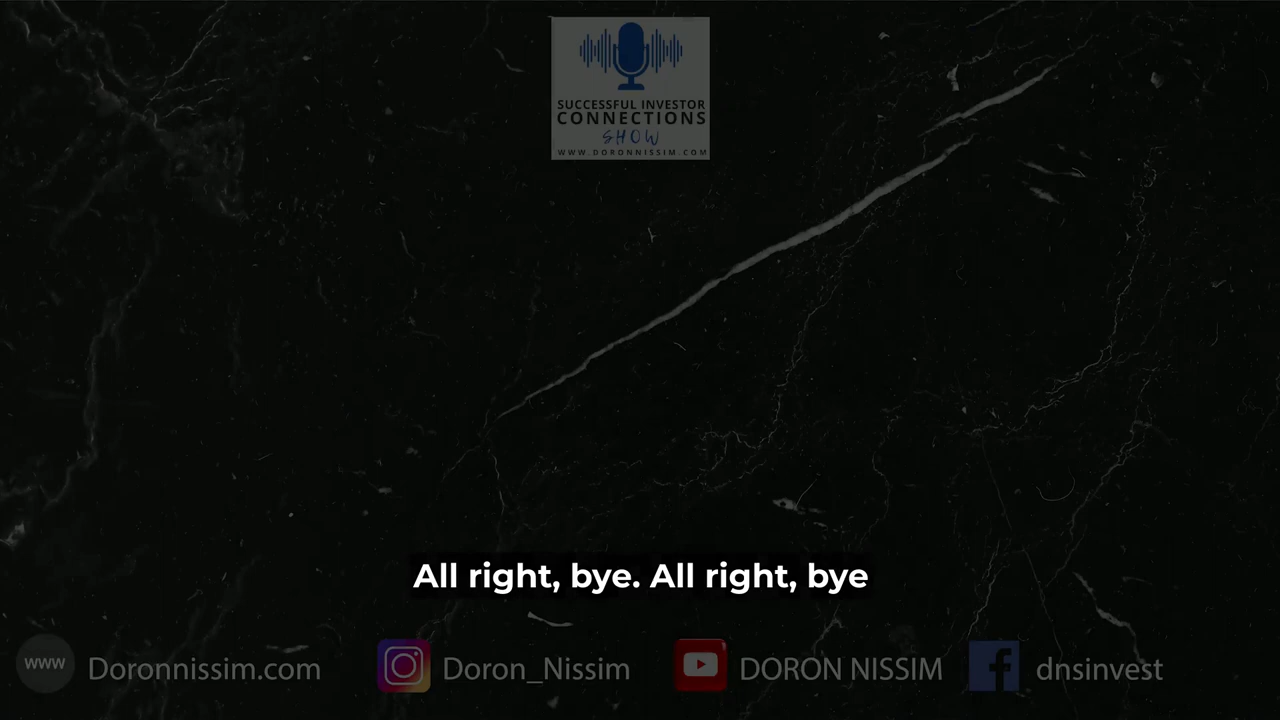 SUCCESSFUL INVESTOR
CONNECTIONS
SHOW
WWW.DORONNISSIM.COM
All right, bye. All right, bye
www Doronnissim.com Doron_Nissim DORON NISSIM dnsinvest